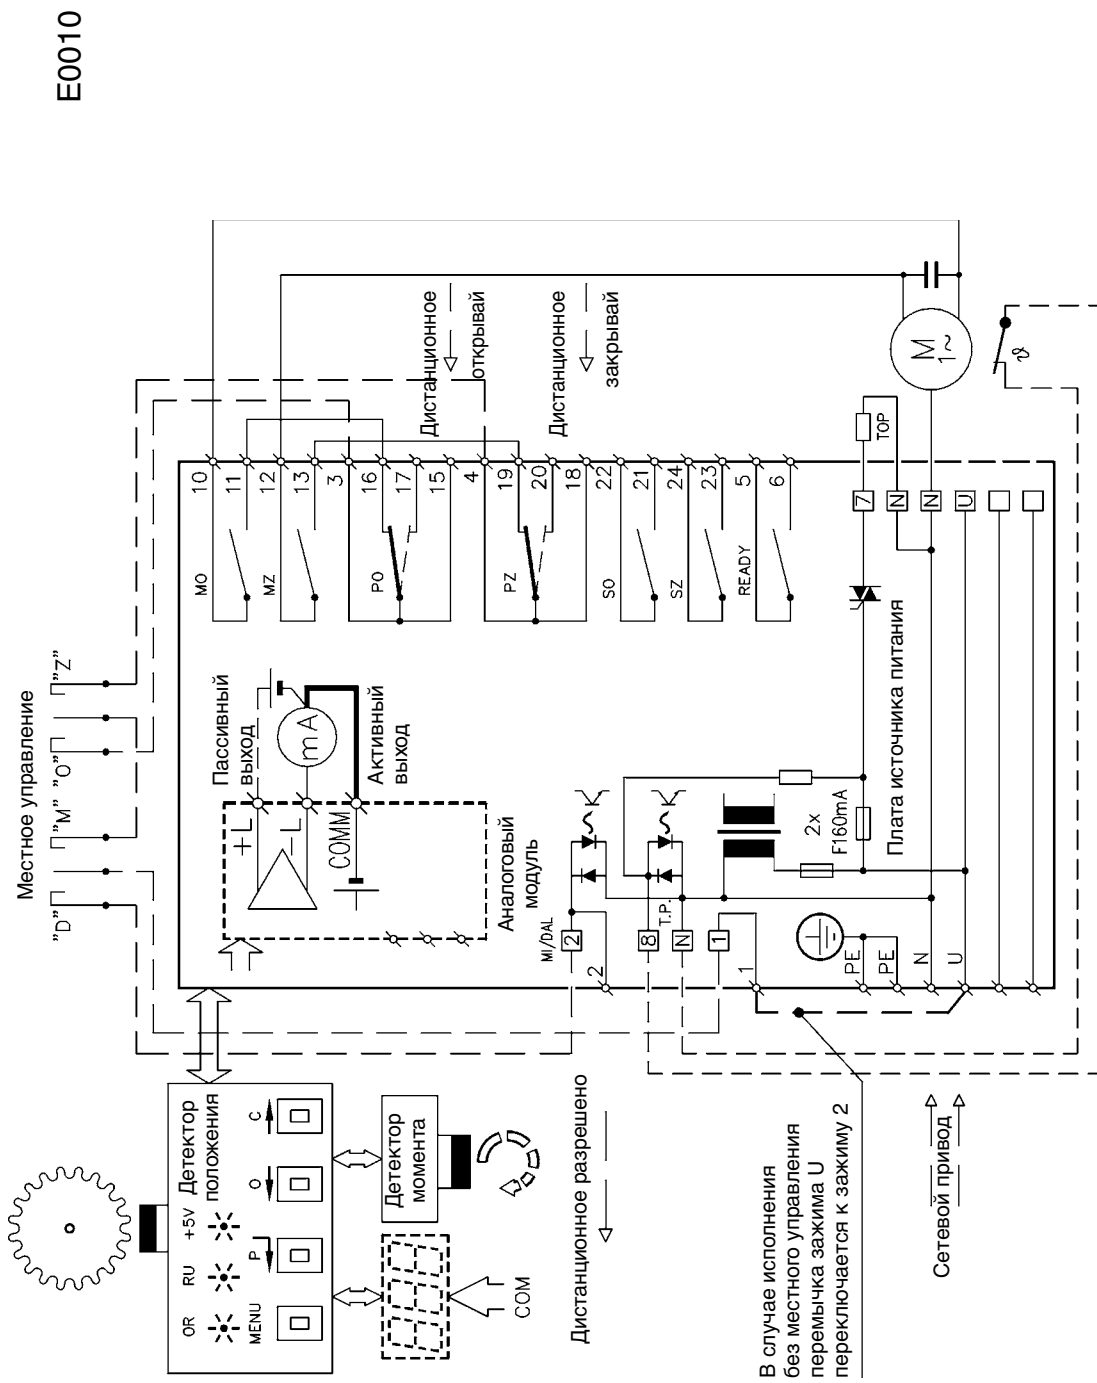 E0010
Местное управление
"D"
"M"
"O"
"Z"
Детектор
положения
OR
RU
+5V
MENU
P
O
C
Детектор
момента
COM
Пассивный
выход
+L
-L
mA
COMM
Активный
выход
Аналоговый
модуль
MO
MZ
PO
PZ
SO
SZ
READY
10
11
12
13
3
16
17
15
4
19
20
18
22
21
24
23
5
6
Дистанционное
открывай
Дистанционное
закрывай
MI/DAL
2
2
8
T.P.
N
1
1
2x
F160mA
Плата источника питания
7
N
N
U
TOP
M
1~
ϑ
PE
PE
N
U
Дистанционное разрешено
В случае исполнения
без местного управления
перемычка зажима U
переключается к зажиму 2
Сетевой привод